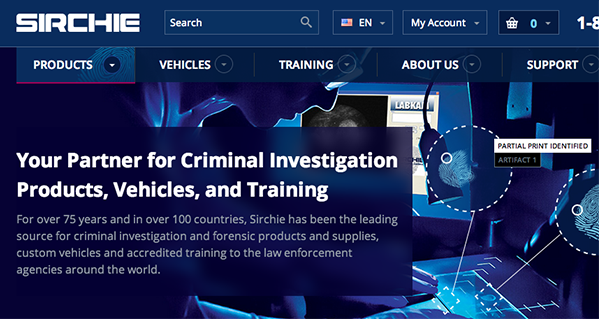 SIRCHIE
Search
EN
My Account
0
1-8
PRODUCTS
VEHICLES
TRAINING
ABOUT US
SUPPORT
LABRAM
PARTIAL PRINT IDENTIFIED
ARTIFACT 1
Your Partner for Criminal Investigation
Products, Vehicles, and Training
For over 75 years and in over 100 countries, Sirchie has been the leading
source for criminal investigation and forensic products and supplies,
custom vehicles and accredited training to the law enforcement
agencies around the world.